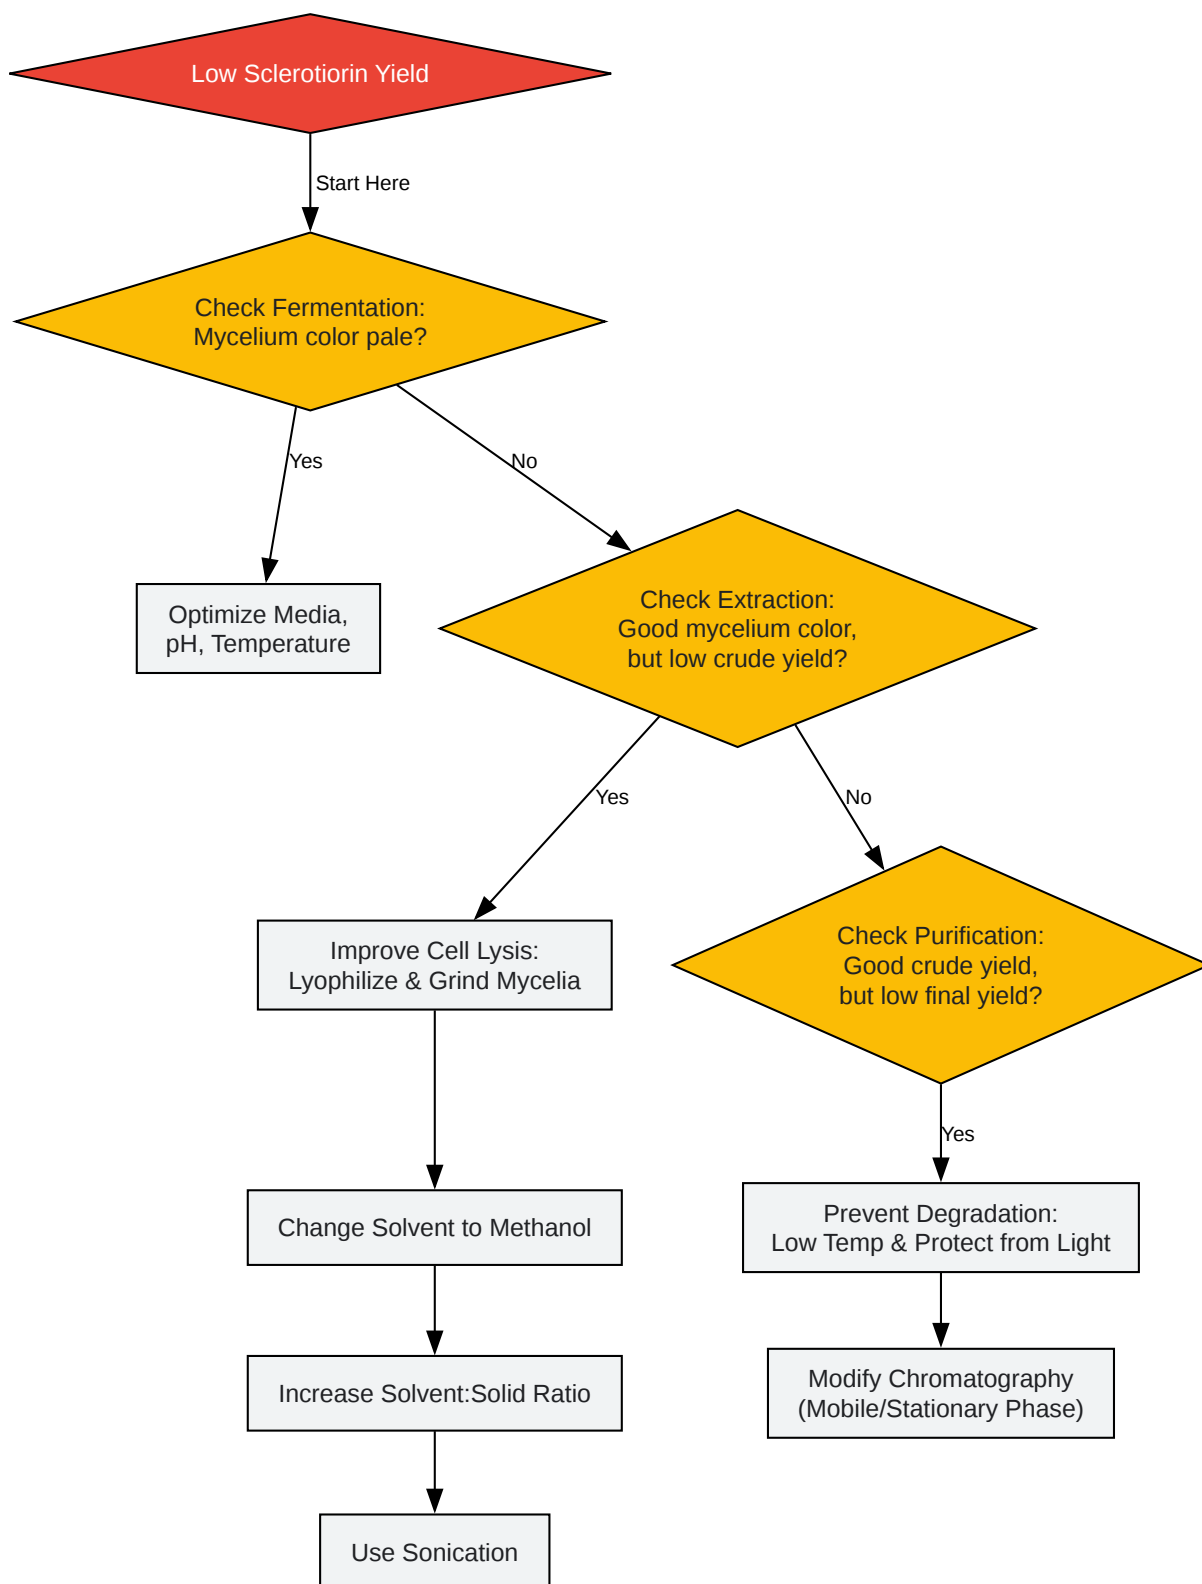 Low Sclerotiorin Yield
Start Here
Check Fermentation:
Mycelium color pale?
Yes
No
Optimize Media,
pH, Temperature
Check Extraction:
Good mycelium color,
but low crude yield?
Yes
No
Improve Cell Lysis:
Lyophilize & Grind Mycelia
Check Purification:
Good crude yield,
but low final yield?
Yes
Change Solvent to Methanol
Prevent Degradation:
Low Temp & Protect from Light
Increase Solvent:Solid Ratio
Modify Chromatography
(Mobile/Stationary Phase)
Use Sonication